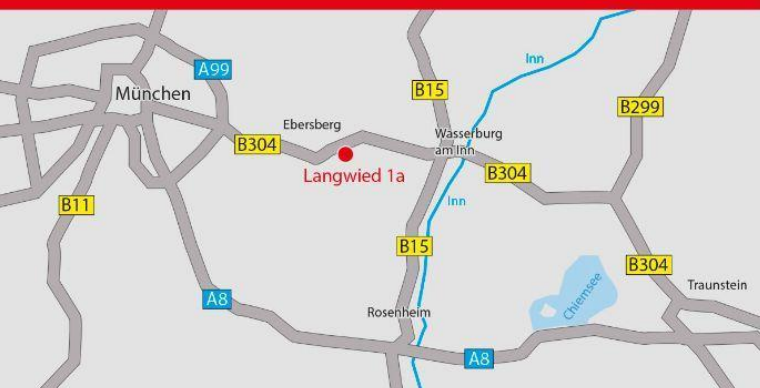 Inn
A99
B15
München
B299
Ebersberg
Wasserburg
am Inn
B304
B304
Langwied 1a
Inn
B11
B15
B304
Chiemsee
Traunstein
A8
Rosenheim
A8